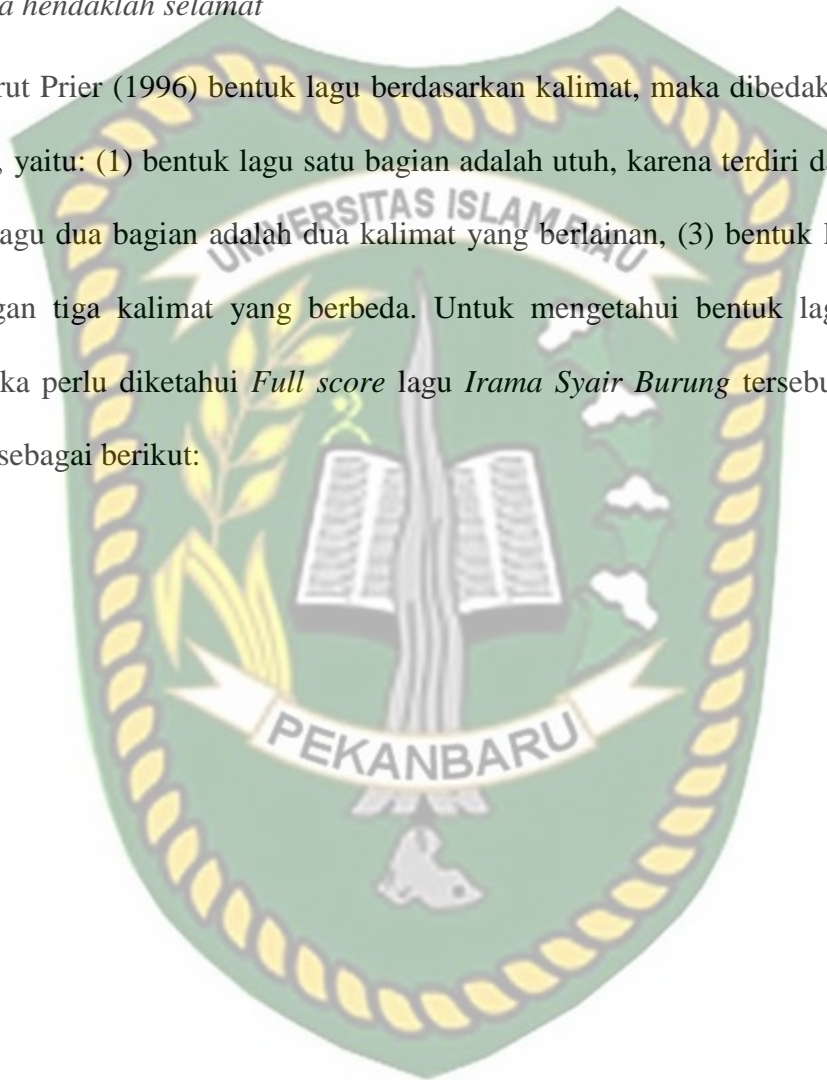 a hendaklah selamat
rut Prier (1996) bentuk lagu berdasarkan kalimat, maka dibedak
, yaitu: (1) bentuk lagu satu bagian adalah utuh, karena terdiri da
UNIVERSITAS ISLAM RIAU
agu dua bagian adalah dua kalimat yang berlainan, (3) bentuk l
gan tiga kalimat yang berbeda. Untuk mengetahui bentuk lag
ka perlu diketahui Full score lagu Irama Syair Burung tersebu
sebagai berikut:
PEKANBARU